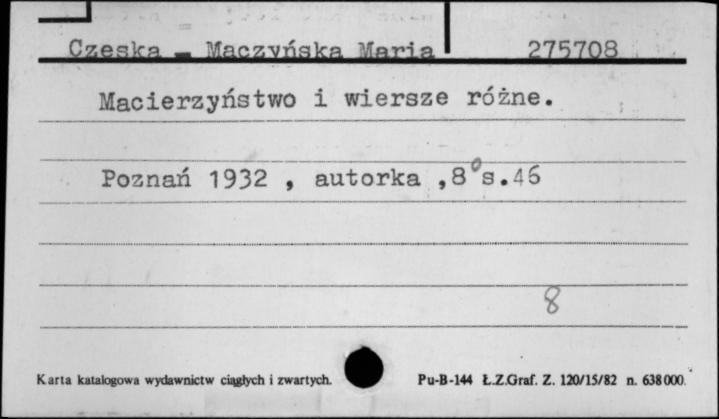 Czeska - Maczyńska Maria 275708
Macierzyństwo i wiersze różne.
Poznań 1932 , autorka ,8° s.46
8
Karta katalogowa wydawnictw ciągłych i zwartych. Pu-B-144 Ł.Z.Graf. Z. 120/15/82 n. 638000.